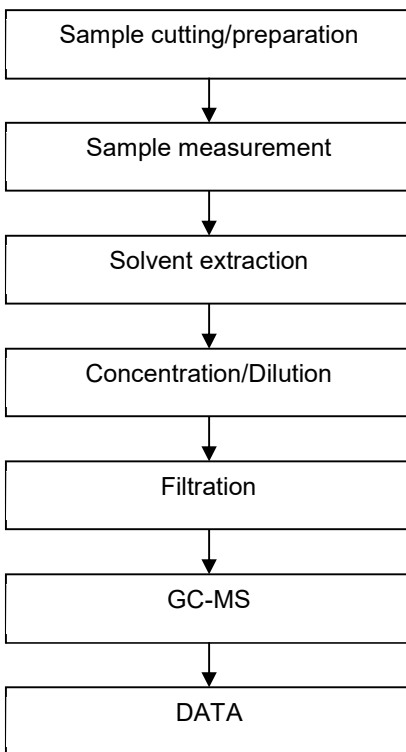 Sample cutting/preparation
Sample measurement
Solvent extraction
Concentration/Dilution
Filtration
GC-MS
DATA